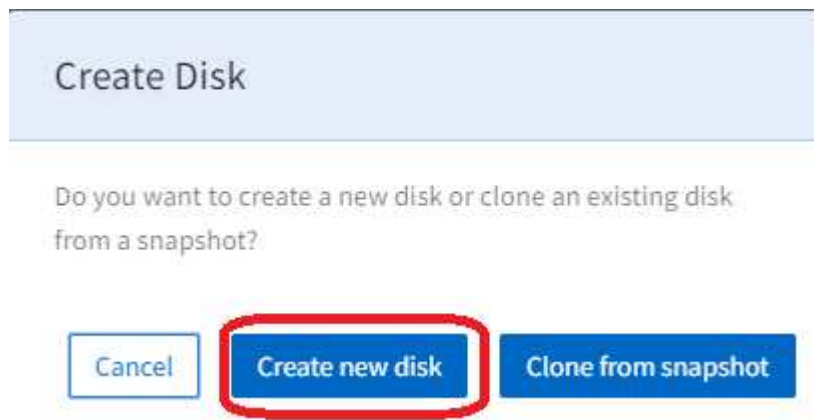 Create Disk
Do you want to create a new disk or clone an existing disk
from a snapshot?
Cancel Create new disk Clone from snapshot